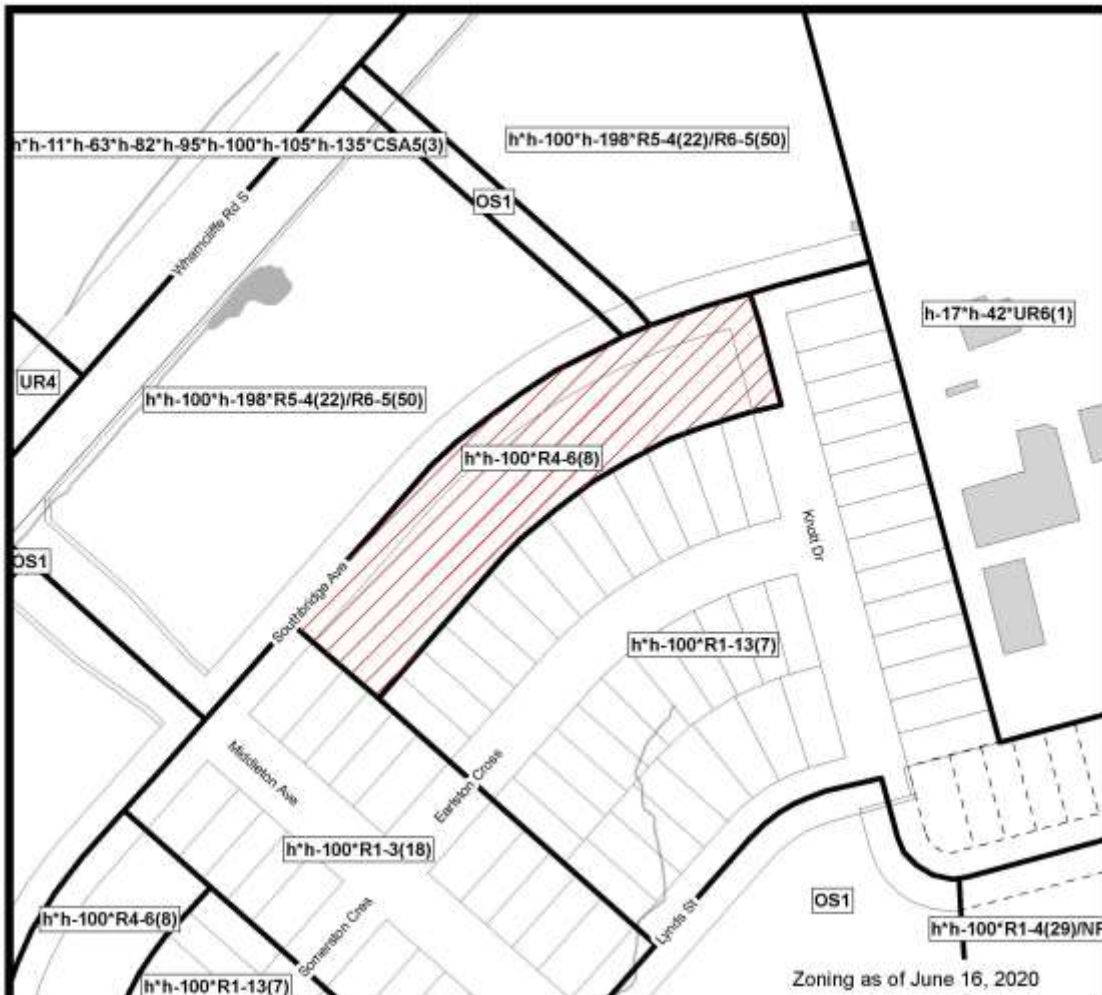 h*h-11*h-63*h-82*h-95*h-100*h-105*h-135*CSA5(3)
h*h-100*h-198*R5-4(22)/R6-5(50)
OS1
Wharncliffe Rd S
h-17*h-42*UR6(1)
UR4
h*h-100*h-198*R5-4(22)/R6-5(50)
h*h-100*R4-6(8)
Knott Dr
OS1
Southbridge Ave
h*h-100*R1-13(7)
Middleton Ave
Earlston Cross
h*h-100*R1-3(18)
OS1
Lynds St
h*h-100*R4-6(8)
Somerston Cres
h*h-100*R1-4(29)/NF
h*h-100*R1-13(7)
Zoning as of June 16, 2020